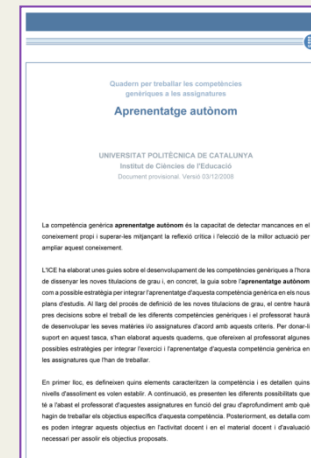 Quadern per treballar les competències
genèriques a les assignatures
Aprenentatge autònom
UNIVERSITAT POLITÈCNICA DE CATALUNYA
Institut de Ciències de l'Educació
Document provisional. Versió 03/12/2008
La competència genèrica aprenentatge autònom és la capacitat de detectar mancances en el
coneixement propi i superar-les mitjançant la reflexió crítica i l'elecció de la millor actuació per
ampliar aquest coneixement.
L'ICE ha elaborat unes guies sobre el desenvolupament de les competències genèriques a l'hora
de dissenyar les noves titulacions de grau i, en concret, la guia sobre l'aprenentatge autònom
com a possible estratègia per integrar l'aprenentatge d'aquesta competència genèrica en els nous
plans d'estudis. Al llarg del procés de definició de les noves titulacions de grau, el centre haurà
pres decisions sobre el treball de les diferents competències genèriques i el professorat haurà
de desenvolupar les seves matèries i/o assignatures d'acord amb aquests criteris. Per donar-li
suport en aquest tasca, s'han elaborat aquests quaderns, que ofereixen al professorat algunes
possibles estratègies per integrar l'exercici i l'aprenentatge d'aquesta competència genèrica en
les assignatures que l'han de treballar.
En primer lloc, es defineixen quins elements caracteritzen la competència i es detallen quins
nivells d'assoliment es volen establir. A continuació, es presenten les diferents possibilitats que
té a l'abast el professorat d'aquestes assignatures en funció del grau d'aprofundiment amb què
hagin de treballar els objectius específics d'aquesta competència. Posteriorment, es detalla com
es poden integrar aquests objectius en l'activitat docent i en el material docent i d'avaluació
necessari per assolir els objectius proposats.